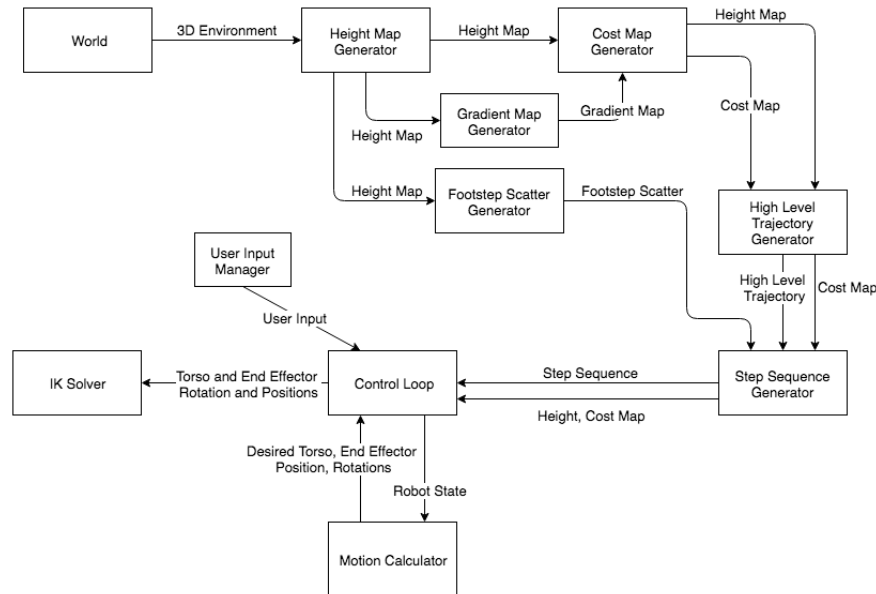 World
3D Environment
Height Map
Generator
Height Map
Cost Map
Generator
Height Map
Cost Map
Height Map
Gradient Map
Generator
Gradient Map
Height Map
Footstep Scatter
Generator
Footstep Scatter
High Level
Trajectory
Generator
High Level
Trajectory
Cost Map
User Input
Manager
User Input
IK Solver
Torso and End Effector
Rotation and Positions
Control Loop
Step Sequence
Height, Cost Map
Step Sequence
Generator
Desired Torso, End Effector
Position, Rotations
Robot State
Motion Calculator